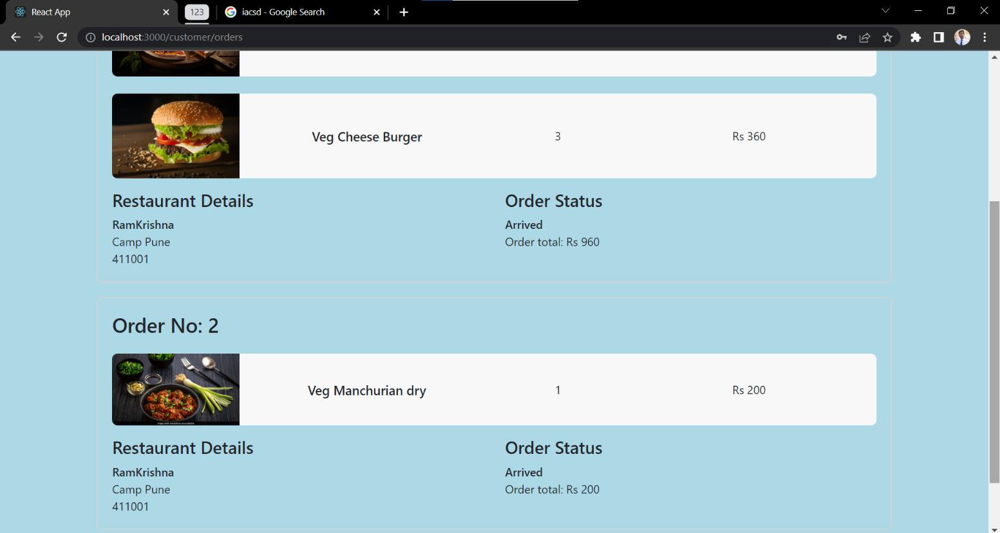 React App
123
iacsd - Google Search
localhost:3000/customer/orders
Veg Cheese Burger 3 Rs 360
Restaurant Details Order Status
RamKrishna Arrived
Camp Pune Order total: Rs 960
411001
Order No: 2
Veg Manchurian dry 1 Rs 200
Restaurant Details Order Status
RamKrishna Arrived
Camp Pune Order total: Rs 200
411001